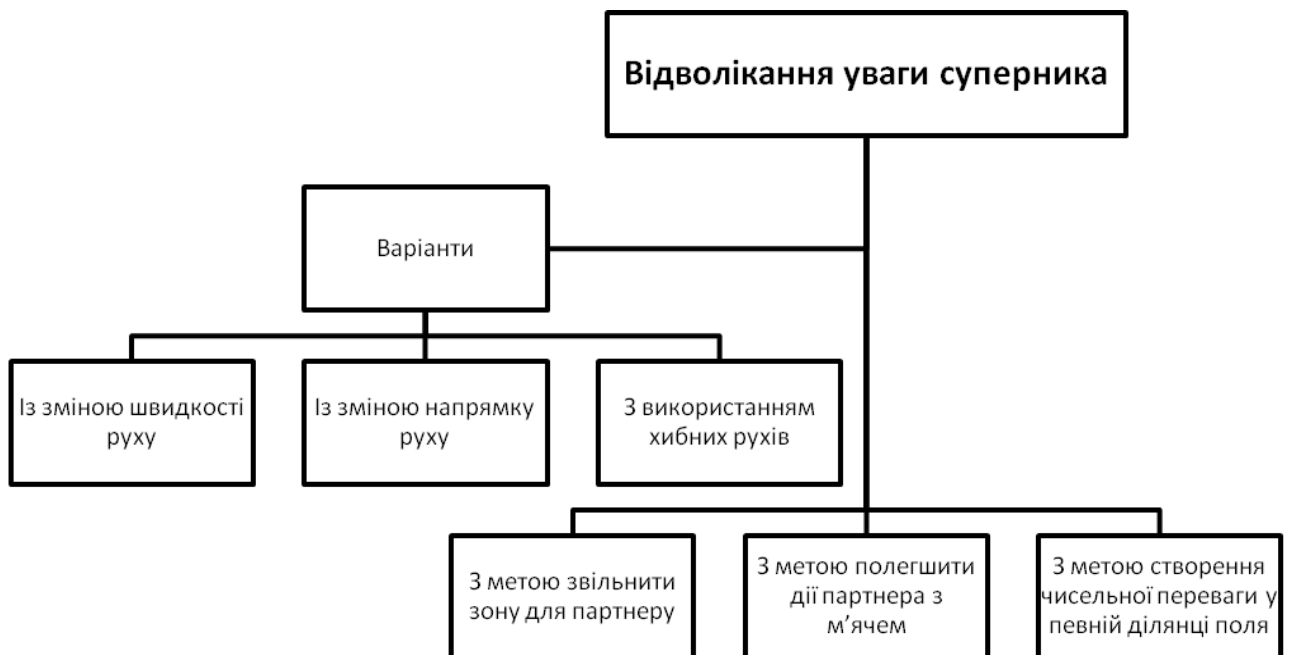 Відволікання уваги суперника
Варіанти
Із зміною швидкості
руху
Із зміною напрямку
руху
З використанням
хибних рухів
З метою звільнити
зону для партнеру
З метою полегшити
дії партнера з
м’ячем
З метою створення
чисельної переваги у
певній ділянці поля